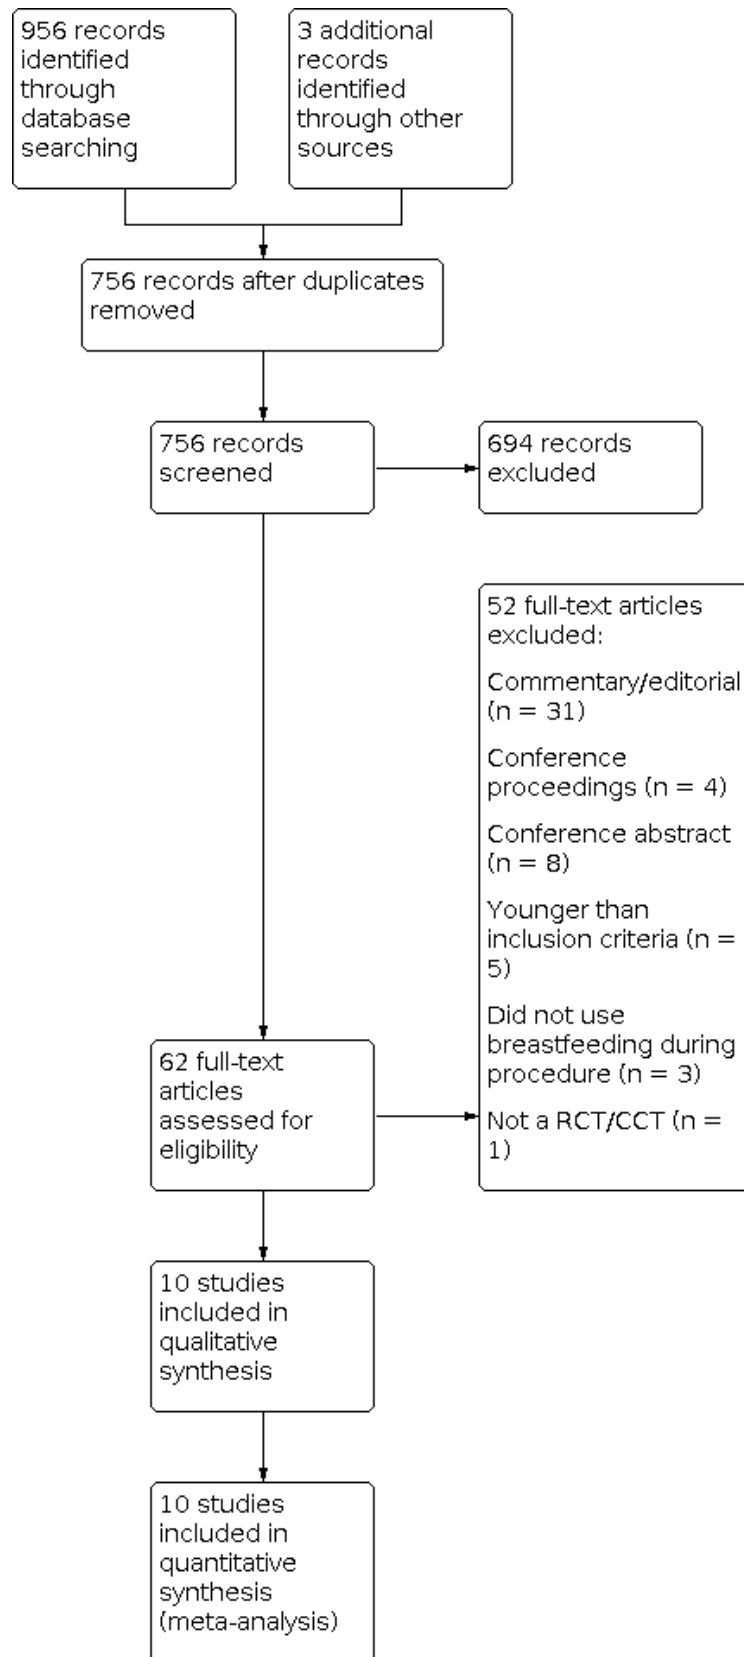 956 records
identified
through
database
searching
3 additional
records
identified
through other
sources
756 records after duplicates
removed
756 records
screened
694 records
excluded
52 full-text articles
excluded:
Commentary/editorial
(n = 31)
Conference
proceedings (n = 4)
Conference abstract
(n = 8)
Younger than
inclusion criteria (n =
5)
Did not use
breastfeeding during
procedure (n = 3)
Not a RCT/CCT (n =
1)
62 full-text
articles
assessed for
eligibility
10 studies
included in
qualitative
synthesis
10 studies
included in
quantitative
synthesis
(meta-analysis)